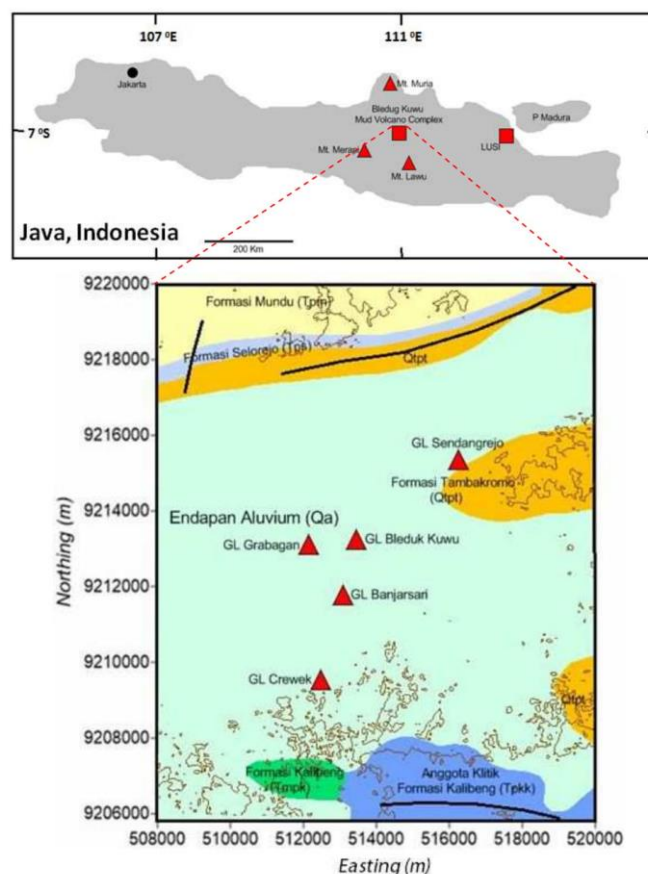 107 ⁰E
111 ⁰E
Jakarta
Mt. Muria
Bledug Kuwu
Mud Volcano Complex
P Madura
7 ⁰S
Mt. Merapi
LUSI
Mt. Lawu
Java, Indonesia
200 Km
9220000
Formasi Mundu (Tpm)
9218000
Formasi Selorejo (Tps)
Qtpt
9216000
GL Sendangrejo
9214000
Formasi Tambakromo
(Qtpt)
Endapan Aluvium (Qa)
GL Grabagan
GL Bleduk Kuwu
9212000
GL Banjarsari
9210000
GL Crewek
Qtpt
9208000
Formasi Kalibeng
(Tmpk)
Anggota Klitik
Formasi Kalibeng (Tpkk)
9206000
Northing (m)
508000
510000
512000
514000
516000
518000
520000
Easting (m)